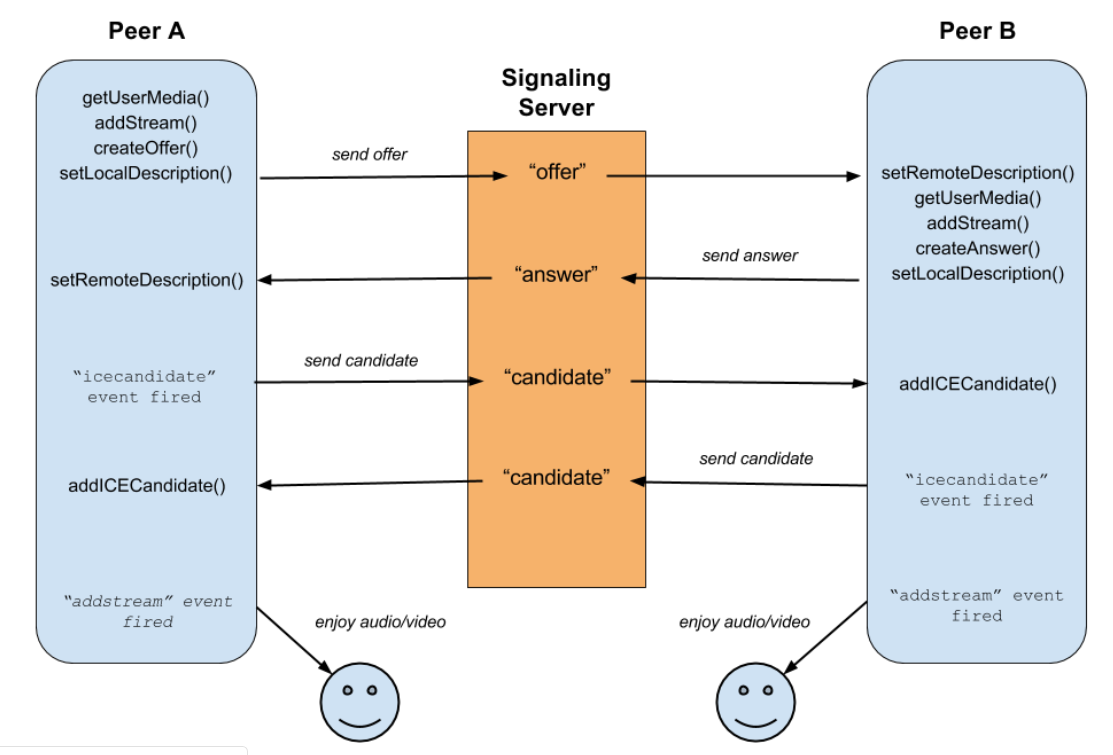 Peer A
Peer B
Signaling
Server
getUserMedia()
addStream()
createOffer()
setLocalDescription()
send offer
“offer”
setRemoteDescription()
getUserMedia()
addStream()
createAnswer()
setLocalDescription()
send answer
“answer”
setRemoteDescription()
“icecandidate”
event fired
send candidate
“candidate”
addICECandidate()
send candidate
“icecandidate”
event fired
“candidate”
addICECandidate()
“addstream” event
fired
enjoy audio/video
enjoy audio/video
“addstream” event
fired